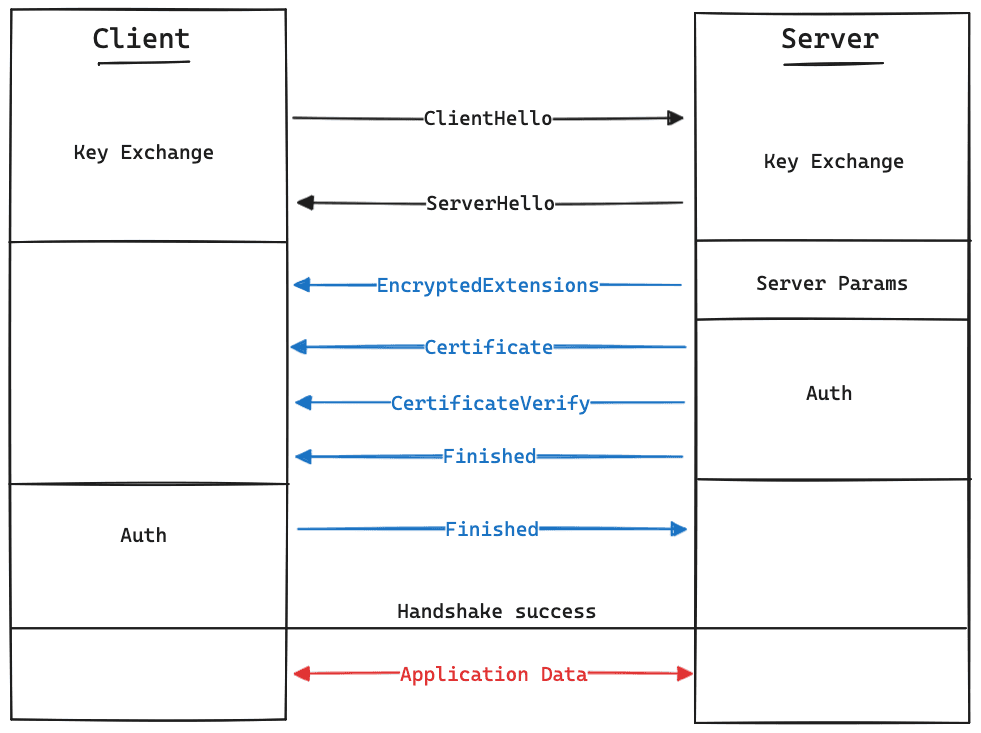 Client
Server
ClientHello
Key Exchange
Key Exchange
ServerHello
EncryptedExtensions
Server Params
Certificate
Auth
CertificateVerify
Finished
Auth
Finished
Handshake success
Application Data